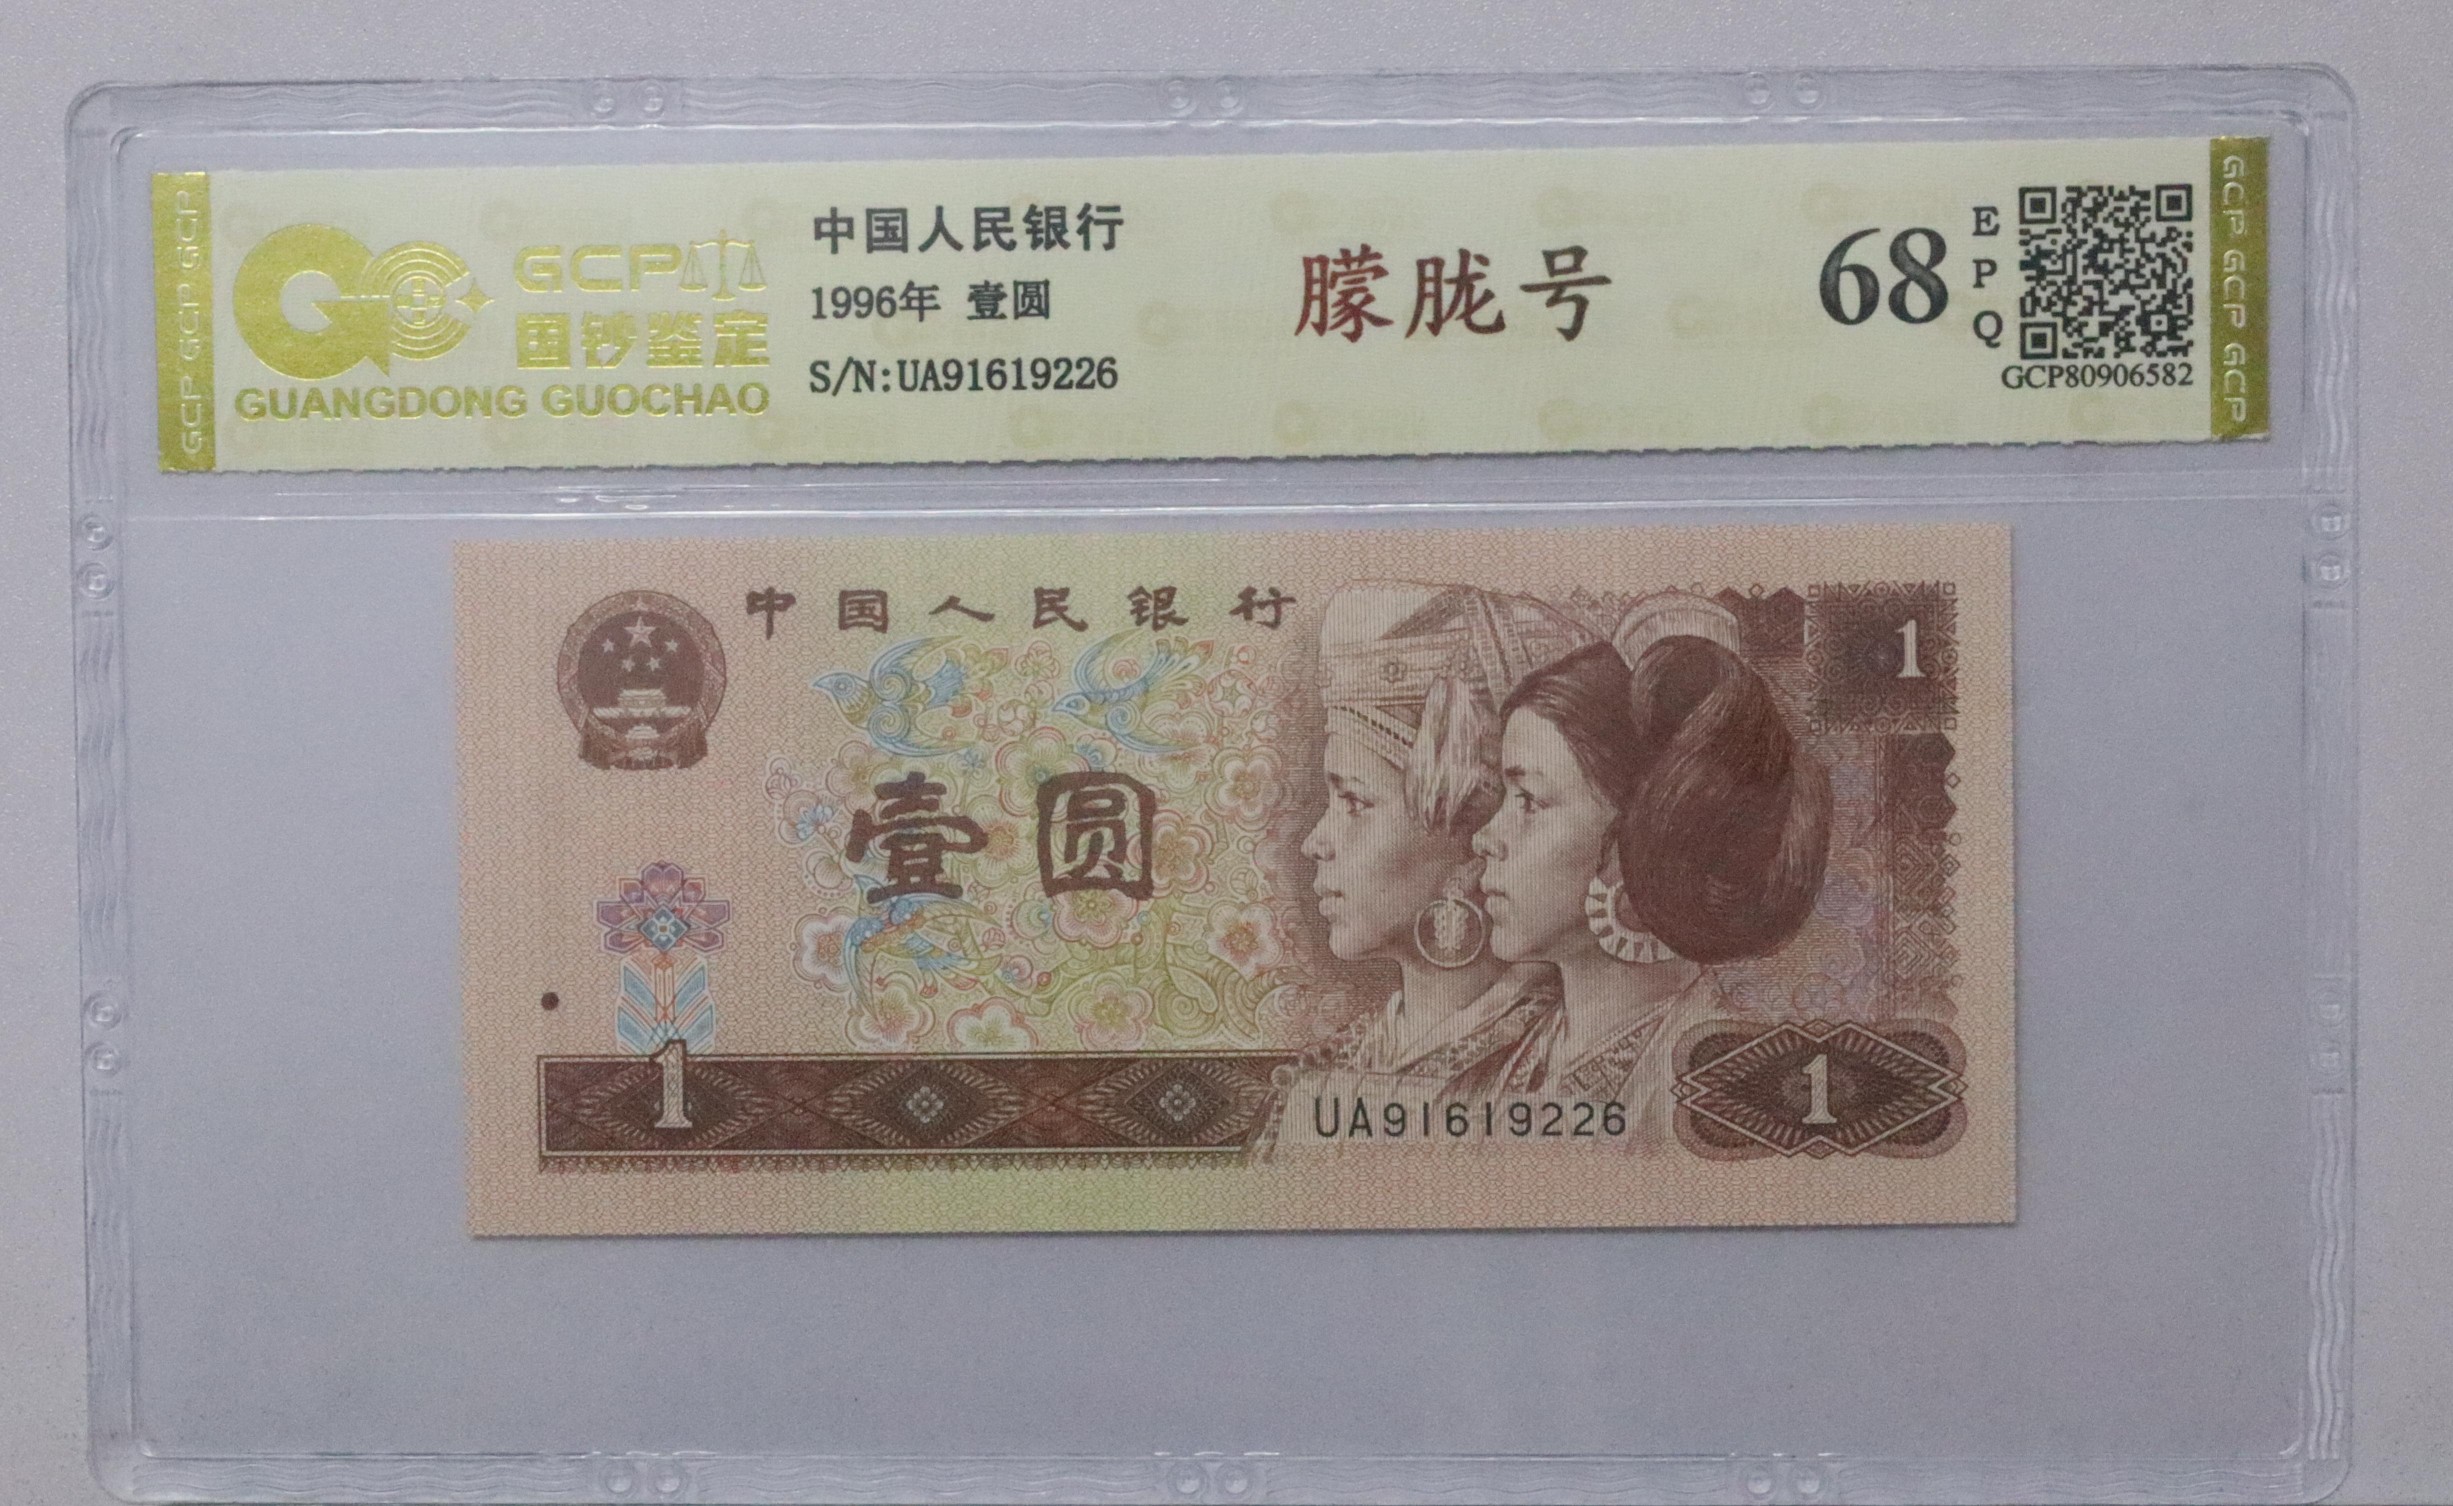 GCP GCP GCP
GCP
国钞鉴定
GUANGDONG GUOCHAO
中国人民银行
1996年 壹圆
S/N:UA91619226
朦胧号
68
EPQ
GCP80906582
GCP GCP GCP
中国人民银行
1
壹圆
1
UA91619226
1